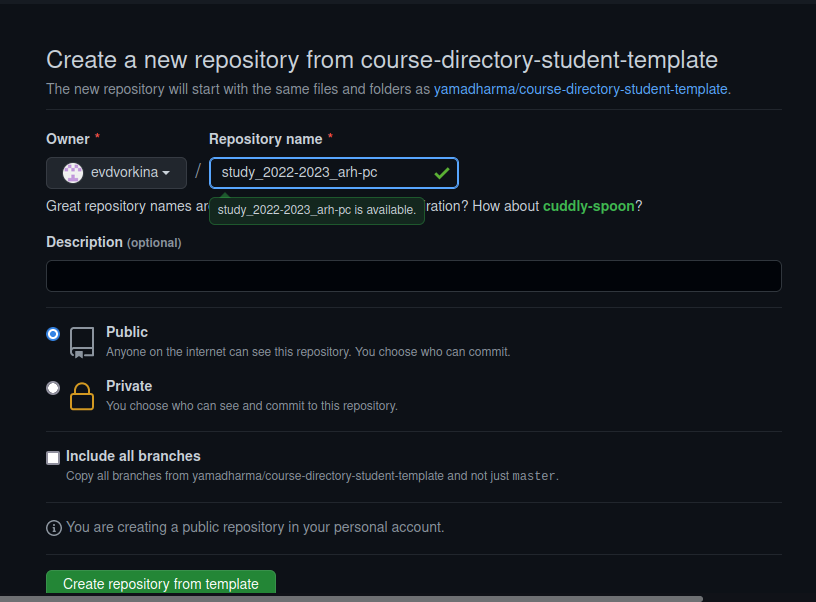 Create a new repository from course-directory-student-template
The new repository will start with the same files and folders as yamadharma/course-directory-student-template.
Owner * Repository name *
evdvorkina / study_2022-2023_arh-pc
Great repository names ar ration? How about cuddly-spoon?
study_2022-2023_arh-pc is available.
Description (optional)
Public
Anyone on the internet can see this repository. You choose who can commit.
Private
You choose who can see and commit to this repository.
Include all branches
Copy all branches from yamadharma/course-directory-student-template and not just master.
You are creating a public repository in your personal account.
Create repository from template